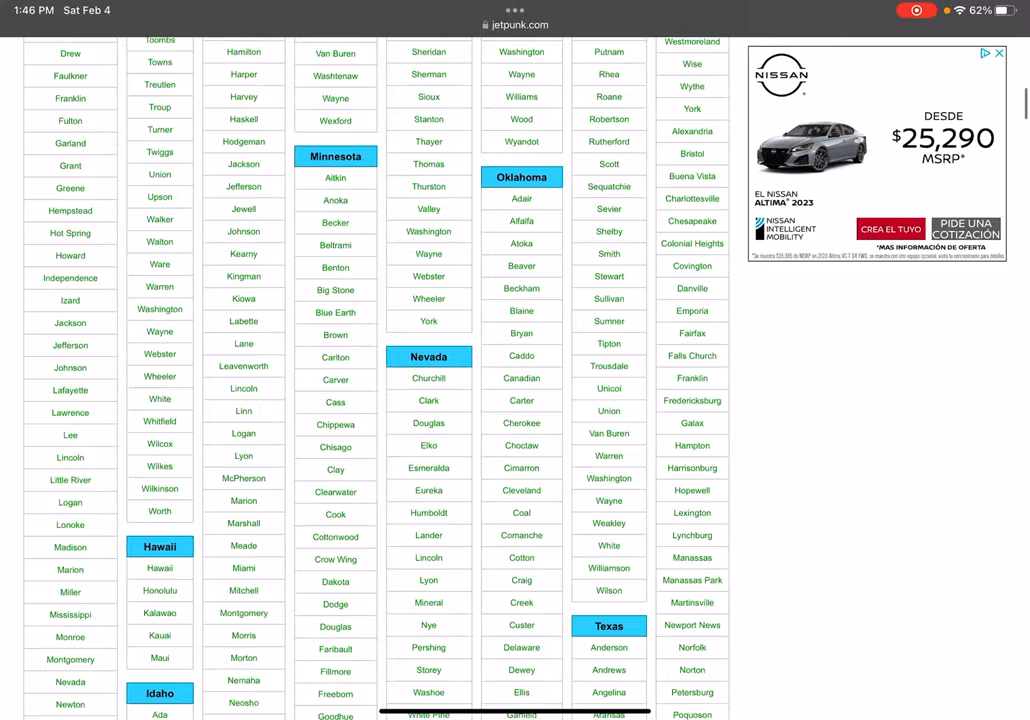 1:46 PM Sat Feb 4
62%
jetpunk.com
Drew
Faulkner
Franklin
Fulton
Garland
Grant
Greene
Hempstead
Hot Spring
Howard
Independence
Izard
Jackson
Jefferson
Johnson
Lafayette
Lawrence
Lee
Lincoln
Little River
Logan
Lonoke
Madison
Marion
Miller
Mississippi
Monroe
Montgomery
Nevada
Newton
Toombs
Towns
Treutlen
Troup
Turner
Twiggs
Union
Upson
Walker
Walton
Ware
Warren
Washington
Wayne
Webster
Wheeler
White
Whitfield
Wilcox
Wilkes
Wilkinson
Worth
Hawaii
Hawaii
Honolulu
Kalawao
Kauai
Maui
Idaho
Ada
Hamilton
Harper
Harvey
Haskell
Hodgeman
Jackson
Jefferson
Jewell
Johnson
Kearny
Kingman
Kiowa
Labette
Lane
Leavenworth
Lincoln
Linn
Logan
Lyon
McPherson
Marion
Marshall
Meade
Miami
Mitchell
Montgomery
Morris
Morton
Nemaha
Neosho
Van Buren
Washtenaw
Wayne
Wexford
Minnesota
Aitkin
Anoka
Becker
Beltrami
Benton
Big Stone
Blue Earth
Brown
Carlton
Carver
Cass
Chippewa
Chisago
Clay
Clearwater
Cook
Cottonwood
Crow Wing
Dakota
Dodge
Douglas
Faribault
Fillmore
Freeborn
Goodhue
Sheridan
Sherman
Sioux
Stanton
Thayer
Thomas
Thurston
Valley
Washington
Wayne
Webster
Wheeler
York
Nevada
Churchill
Clark
Douglas
Elko
Esmeralda
Eureka
Humboldt
Lander
Lincoln
Lyon
Mineral
Nye
Pershing
Storey
Washoe
White Pine
Washington
Wayne
Williams
Wood
Wyandot
Oklahoma
Adair
Alfalfa
Atoka
Beaver
Beckham
Blaine
Bryan
Caddo
Canadian
Carter
Cherokee
Choctaw
Cimarron
Cleveland
Coal
Comanche
Cotton
Craig
Creek
Custer
Delaware
Dewey
Ellis
Garfield
Putnam
Rhea
Roane
Robertson
Rutherford
Scott
Sequatchie
Sevier
Shelby
Smith
Stewart
Sullivan
Sumner
Tipton
Trousdale
Unicoi
Union
Van Buren
Warren
Washington
Wayne
Weakley
White
Williamson
Wilson
Texas
Anderson
Andrews
Angelina
Aransas
Westmoreland
Wise
Wythe
York
Alexandria
Bristol
Buena Vista
Charlottesville
Chesapeake
Colonial Heights
Covington
Danville
Emporia
Fairfax
Falls Church
Franklin
Fredericksburg
Galax
Hampton
Harrisonburg
Hopewell
Lexington
Lynchburg
Manassas
Manassas Park
Martinsville
Newport News
Norfolk
Norton
Petersburg
Poquoson
NISSAN
DESDE
$25,290
MSRP*
EL NISSAN
ALTIMA® 2023
NISSAN
INTELLIGENT
MOBILITY
CREA EL TUYO
PIDE UNA
COTIZACIÓN
*MAS INFORMACIÓN DE OFERTA